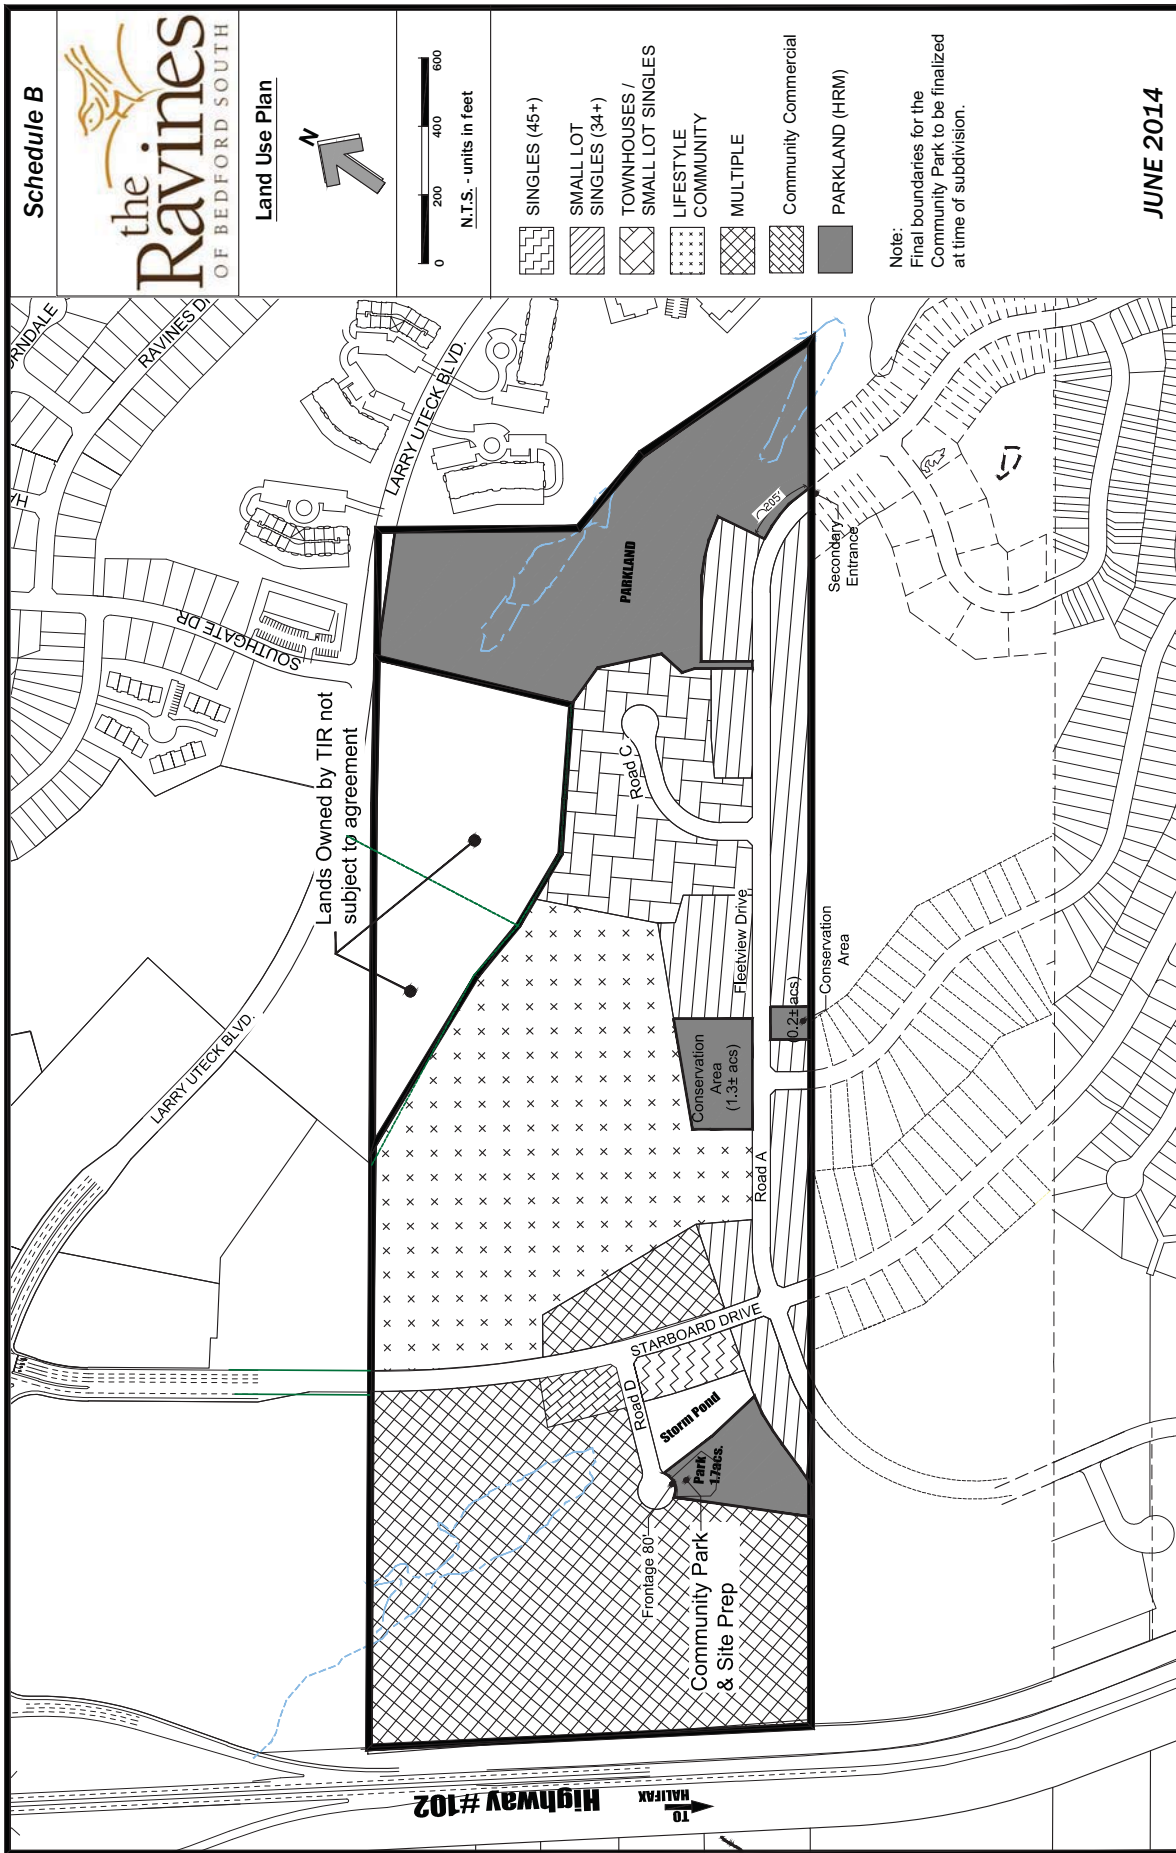 Schedule B
the
Ravines
OF BEDFORD SOUTH
Land Use Plan
N
0 200 400 600
N.T.S. - units in feet
SINGLES (45+)
SMALL LOT
SINGLES (34+)
TOWNHOUSES /
SMALL LOT SINGLES
LIFESTYLE
COMMUNITY
MULTIPLE
Community Commercial
PARKLAND (HRM)
Note:
Final boundaries for the
Community Park to be finalized
at time of subdivision.
JUNE 2014
RAVINES D
LARRY UTECK BLVD.
SOUTHGATE DR
Lands Owned by TIR not
subject to agreement
LARRY UTECK BLVD.
PARKLAND
205'
Secondary
Entrance
Road C
Fleetview Drive
Conservation
Area
(0.2± acs)
Conservation
Area
(1.3± acs)
Road A
STARBOARD DRIVE
Road D
Storm Pond
Park
1.7acs.
Frontage 80'
Community Park
& Site Prep
Highway #102
TO
HALIFAX